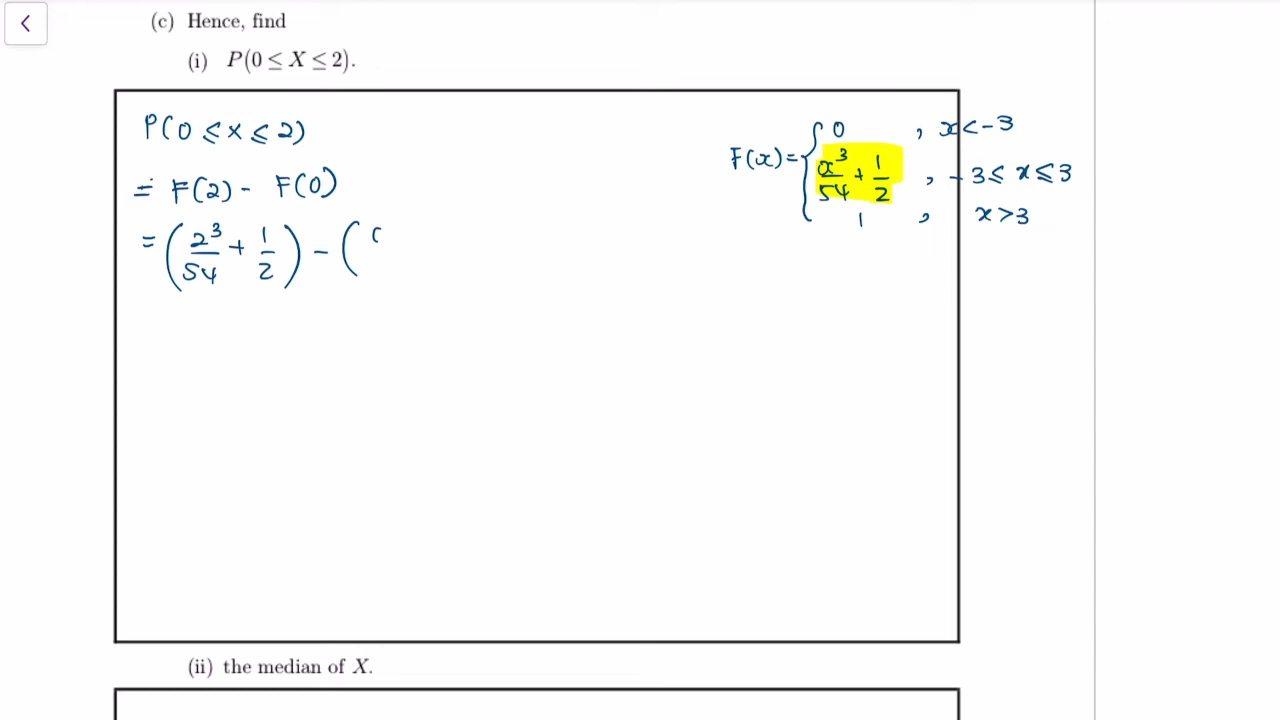 (c) Hence, find
(i) P(0 ≤ X ≤ 2).
P(0 ≤ x ≤ 2)
= F(2) - F(0)
= (2³/54 + 1/2) - (
F(x) = { 0 , x < -3
x³/54 + 1/2 , -3 ≤ x ≤ 3
1 , x > 3
(ii) the median of X.